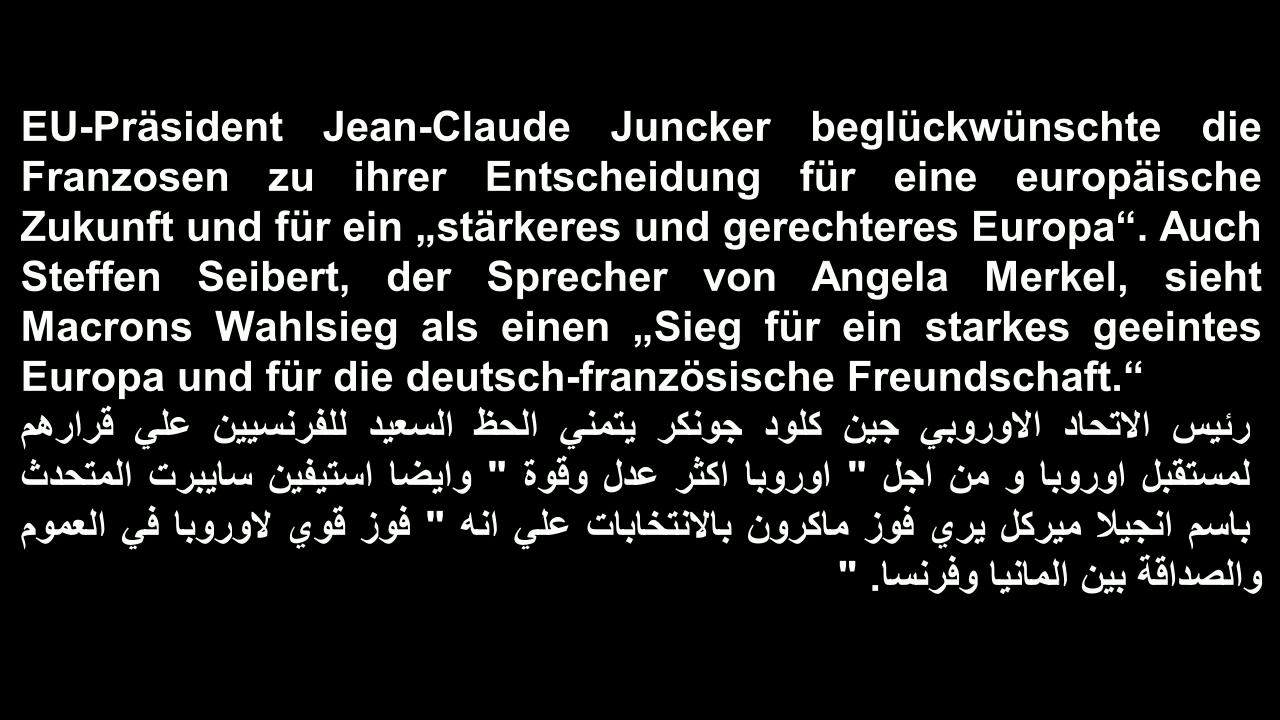 EU-Präsident Jean-Claude Juncker beglückwünschte die
Franzosen zu ihrer Entscheidung für eine europäische
Zukunft und für ein „stärkeres und gerechteres Europa“. Auch
Steffen Seibert, der Sprecher von Angela Merkel, sieht
Macrons Wahlsieg als einen „Sieg für ein starkes geeintes
Europa und für die deutsch-französische Freundschaft.“
رئيس الاتحاد الاوروبي جين كلود جونكر يتمني الحظ السعيد للفرنسيين علي قرارهم
لمستقبل اوروبا و من اجل " اوروبا اكثر عدل وقوة " وايضا استيفين سايبرت المتحدث
باسم انجيلا ميركل يري فوز ماكرون بالانتخابات علي انه " فوز قوي لاوروبا في العموم
والصداقة بين المانيا وفرنسا. "